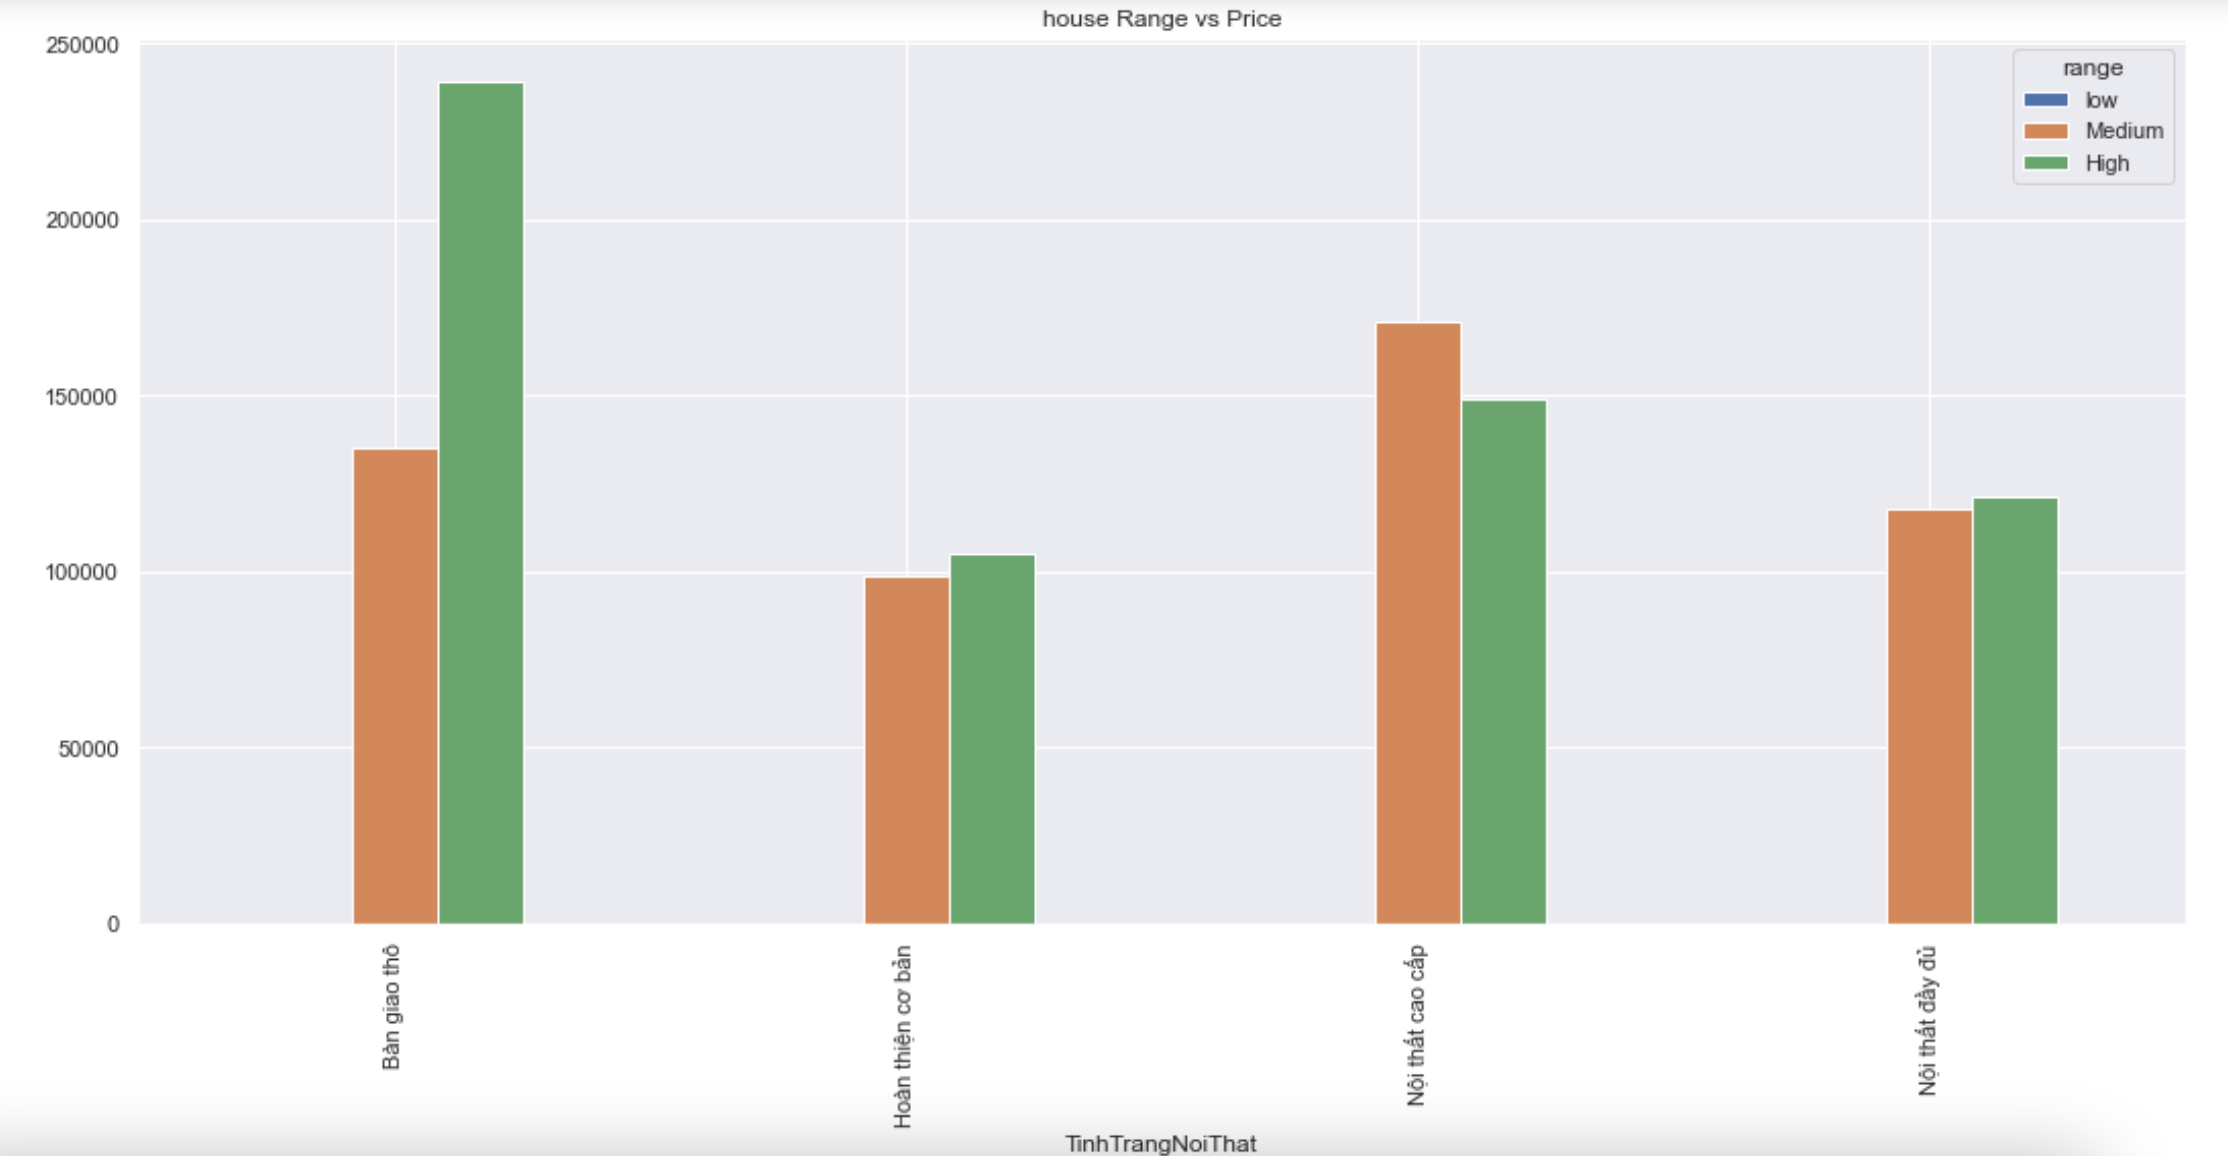 house Range vs Price
250000
200000
150000
100000
50000
0
range
low
Medium
High
Bàn giao thô
Hoàn thiện cơ bản
Nội thất cao cấp
Nội thất đầy đủ
TinhTrangNoiThat